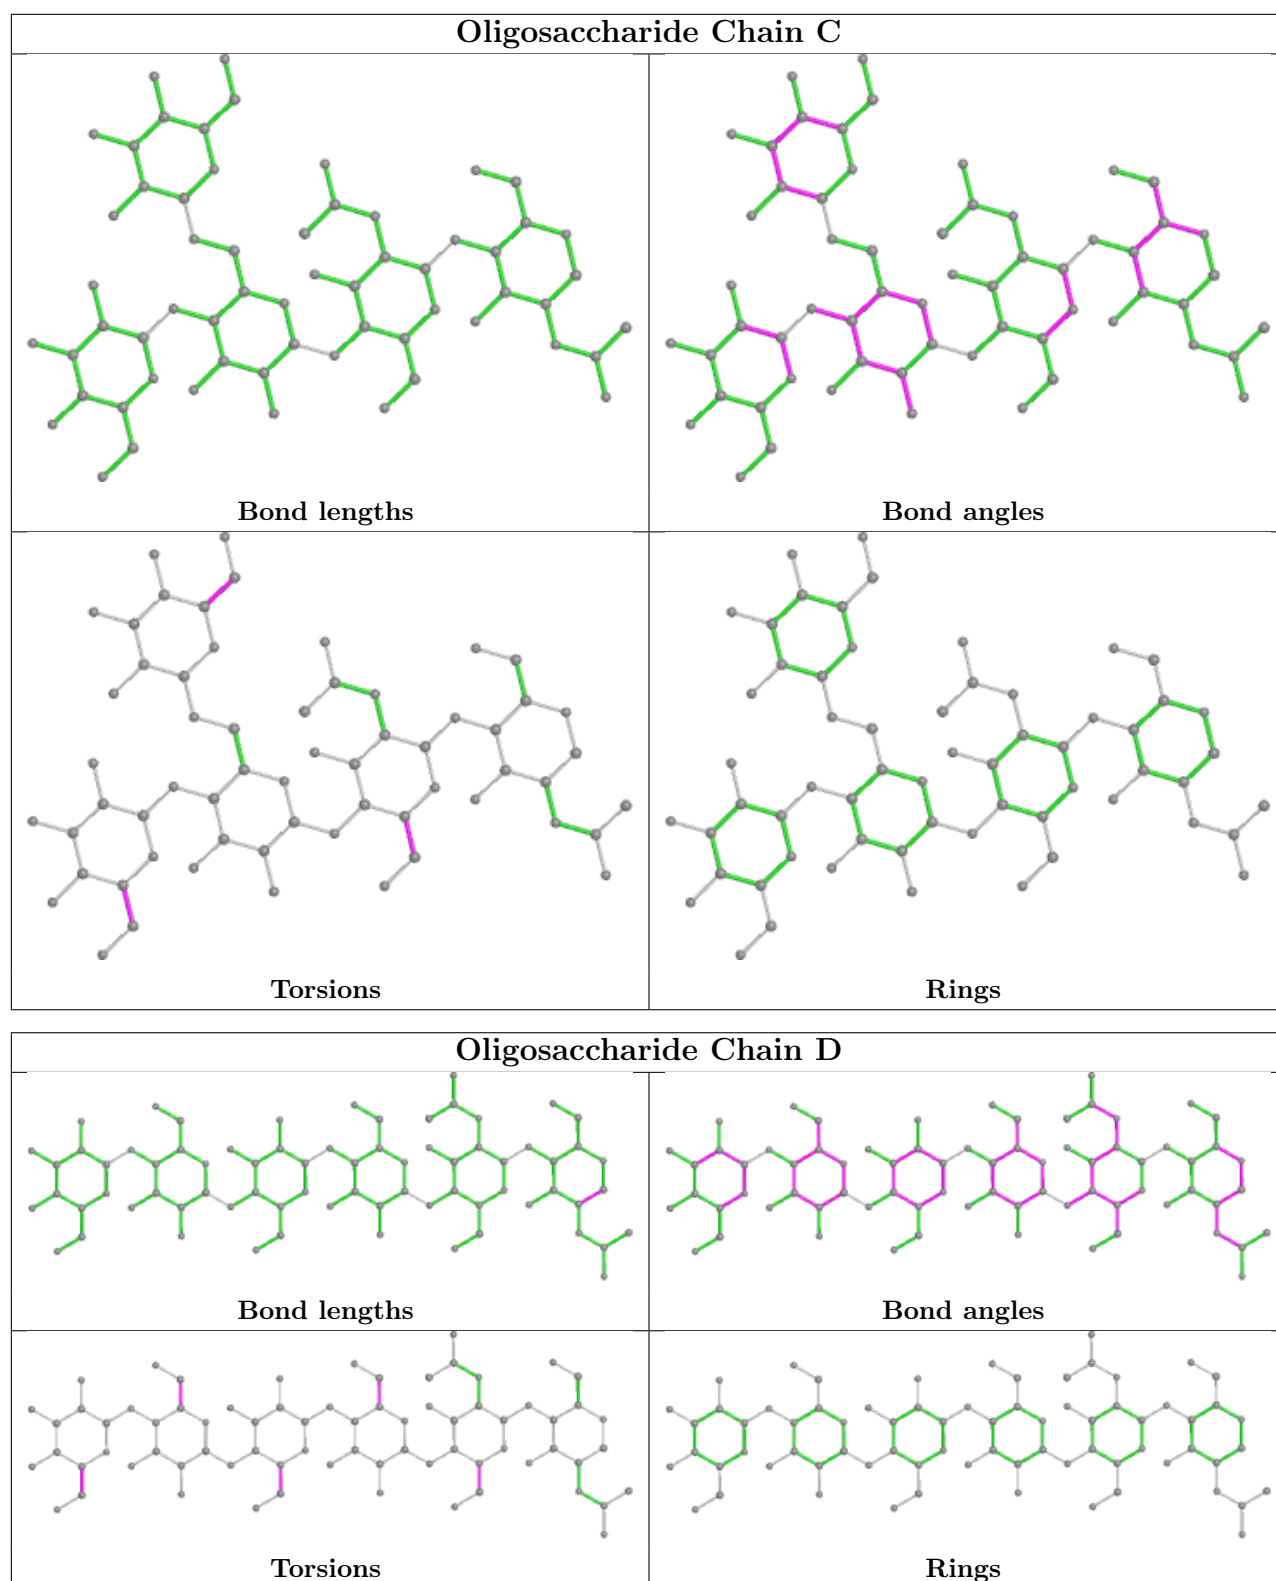 Oligosaccharide Chain C
Bond lengths
Bond angles
Torsions
Rings
Oligosaccharide Chain D
Bond lengths
Bond angles
Torsions
Rings